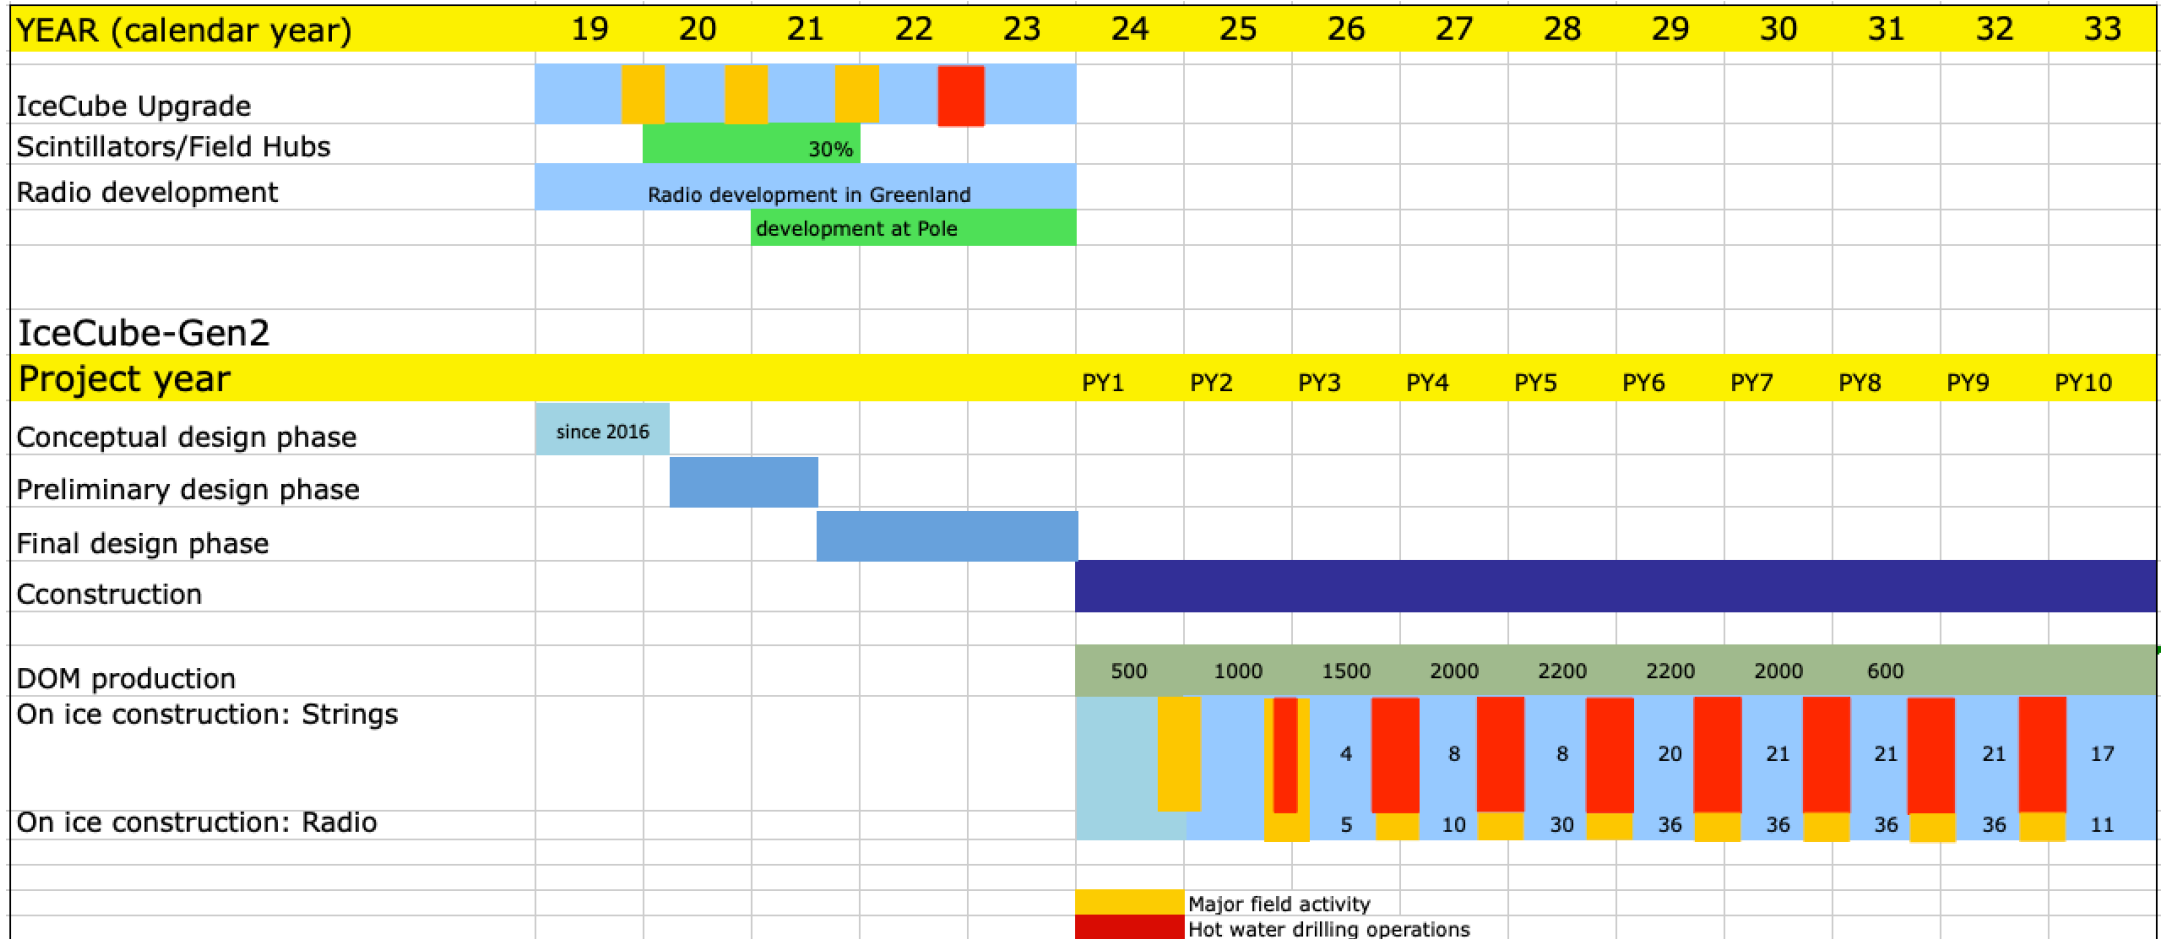 YEAR (calendar year) 19 20 21 22 23 24 25 26 27 28 29 30 31 32 33
IceCube Upgrade
Scintillators/Field Hubs 30%
Radio development Radio development in Greenland
development at Pole
IceCube-Gen2
Project year PY1 PY2 PY3 PY4 PY5 PY6 PY7 PY8 PY9 PY10
Conceptual design phase since 2016
Preliminary design phase
Final design phase
Cconstruction
DOM production 500 1000 1500 2000 2200 2200 2000 600
On ice construction: Strings
4 8 8 20 21 21 21 17
On ice construction: Radio 5 10 30 36 36 36 36 11
Major field activity
Hot water drilling operations